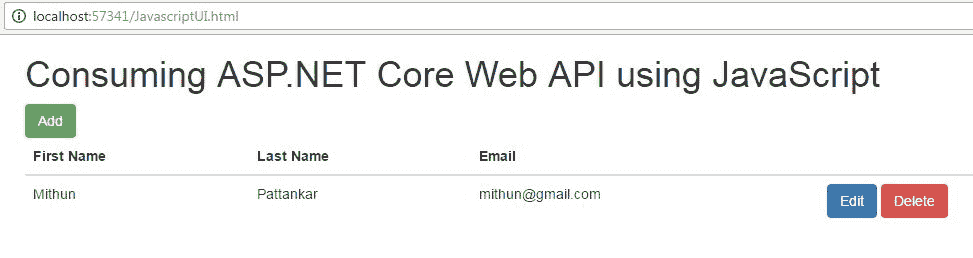 localhost:57341/JavascriptUI.html
Consuming ASP.NET Core Web API using JavaScript
Add
First Name Last Name Email
Mithun Pattankar mithun@gmail.com Edit Delete